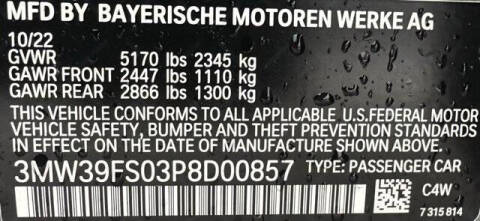 MFD BY BAYERISCHE MOTOREN WERKE AG
10/22
GVWR 5170 lbs 2345 kg
GAWR FRONT 2447 lbs 1110 kg
GAWR REAR 2866 lbs 1300 kg
THIS VEHICLE CONFORMS TO ALL APPLICABLE U.S.FEDERAL MOTOR
VEHICLE SAFETY, BUMPER AND THEFT PREVENTION STANDARDS
IN EFFECT ON THE DATE OF MANUFACTURE SHOWN ABOVE.
3MW39FS03P8D00857 TYPE: PASSENGER CAR
C4W
7 315 814